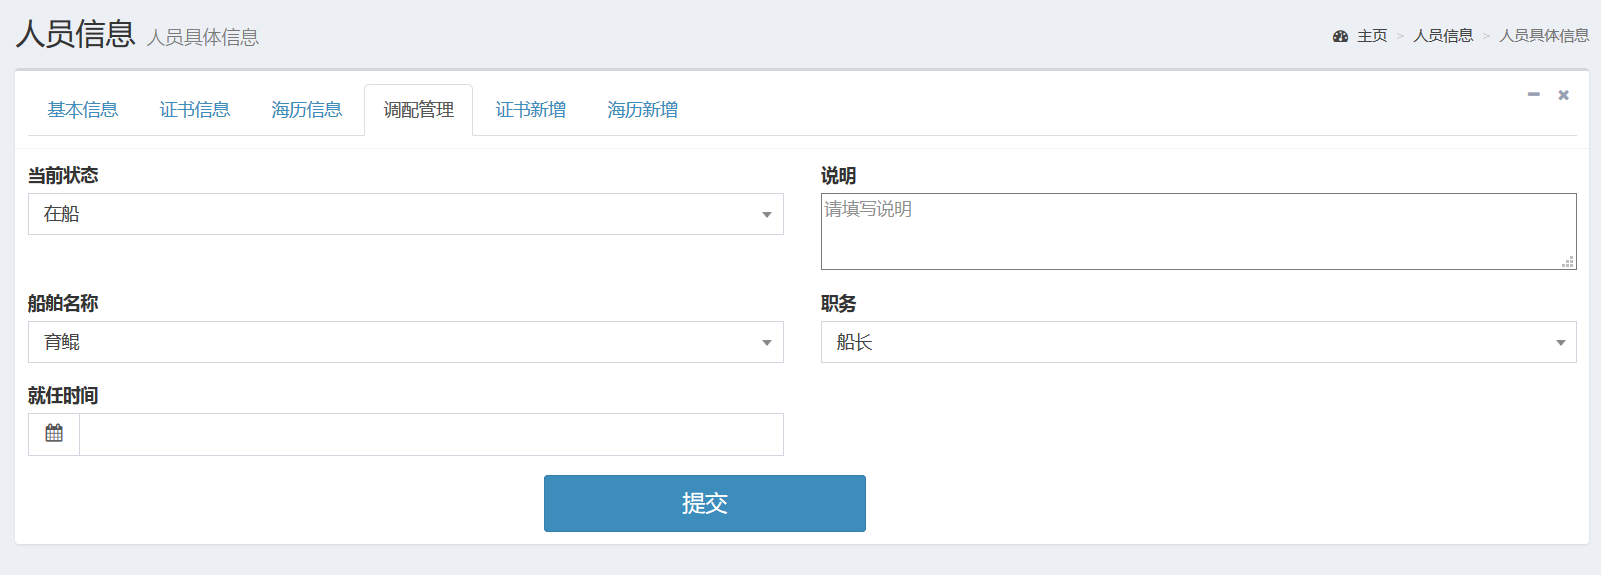 人员信息 人员具体信息
主页 > 人员信息 > 人员具体信息
基本信息 证书信息 海历信息 调配管理 证书新增 海历新增
当前状态 说明
在船 请填写说明
船舶名称 职务
育鲲 船长
就任时间
提交